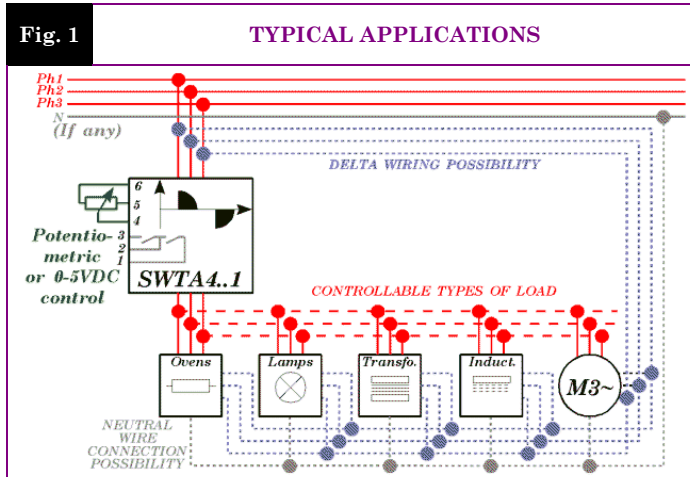 Fig. 1
TYPICAL APPLICATIONS
Ph1
Ph2
Ph3
N
(If any)
DELTA WIRING POSSIBILITY
6
5
4
3
2
1
Potentio-
metric
or 0-5VDC
control
SWTA4..1
CONTROLLABLE TYPES OF LOAD
Ovens
Lamps
Transfo.
Induct.
M3~
NEUTRAL
WIRE
CONNECTION
POSSIBILITY